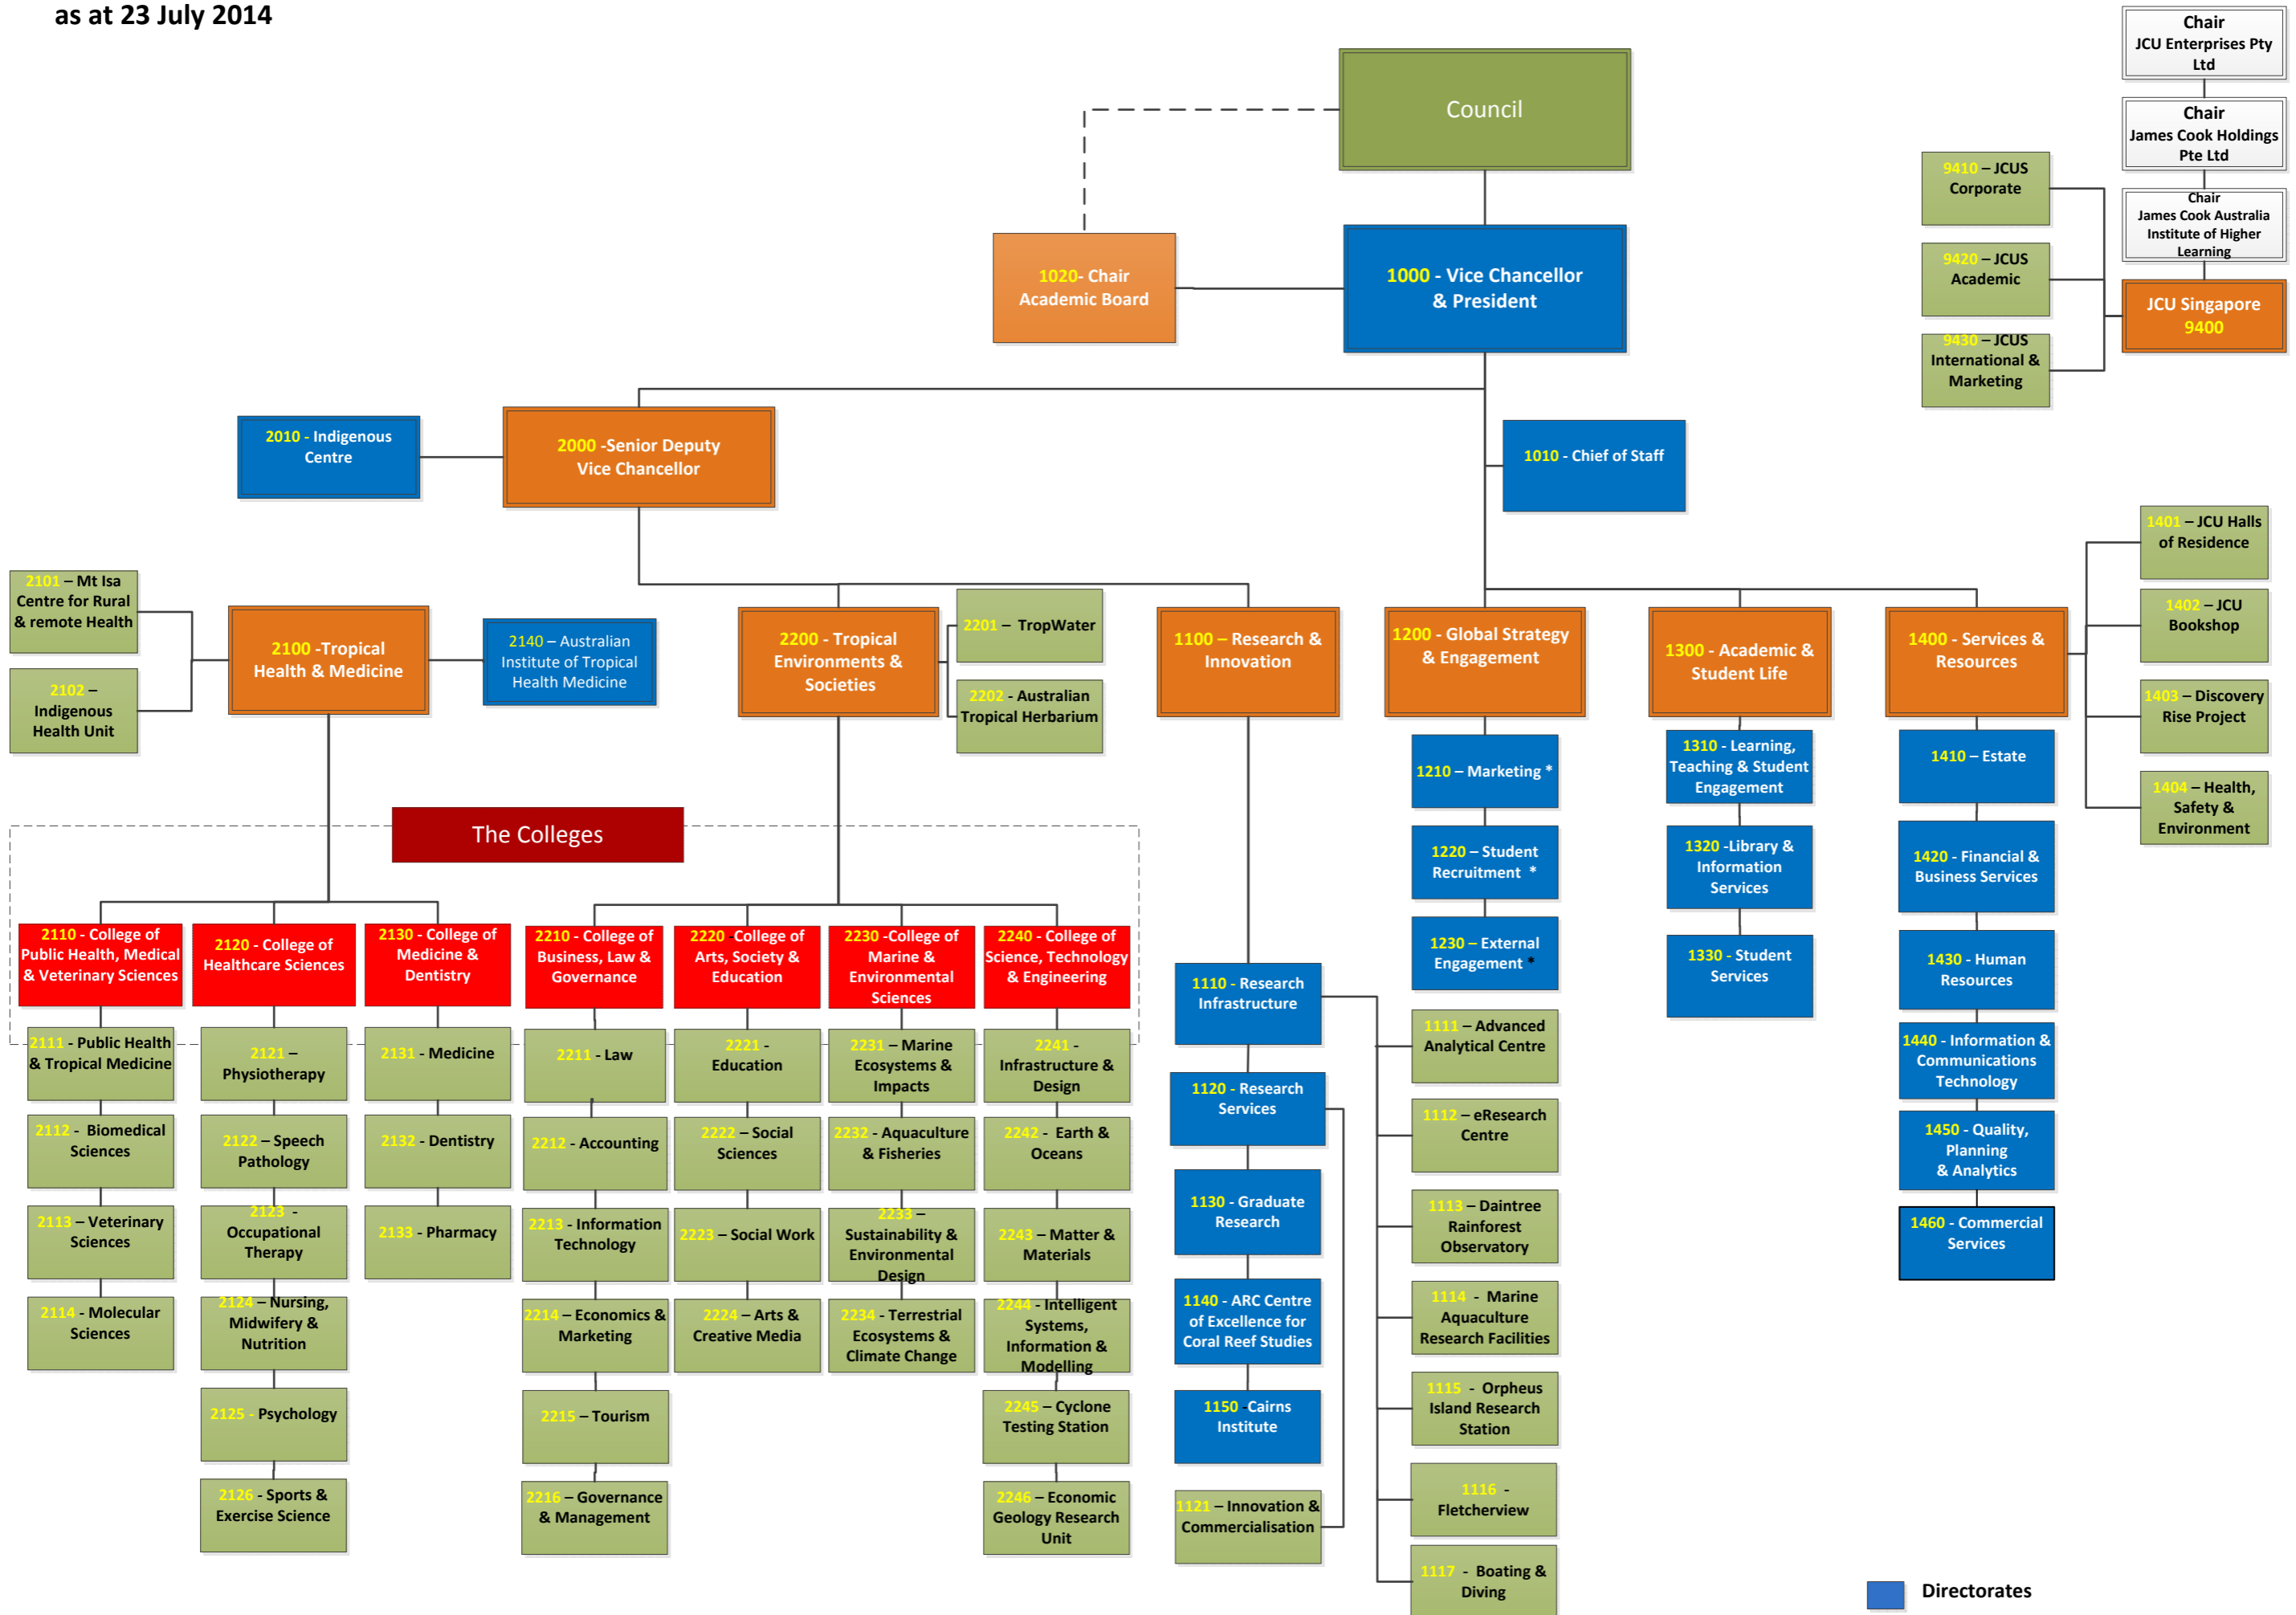 as at 23 July 2014
Chair
JCU Enterprises Pty
Ltd
Chair
James Cook Holdings
Pte Ltd
Chair
James Cook Australia
Institute of Higher
Learning
JCU Singapore
9400
9410 – JCUS
Corporate
9420 – JCUS
Academic
9430 – JCUS
International &
Marketing
Council
1020- Chair
Academic Board
1000 - Vice Chancellor
& President
2010 - Indigenous
Centre
2000 -Senior Deputy
Vice Chancellor
1010 - Chief of Staff
2101 – Mt Isa
Centre for Rural
& remote Health
2102 –
Indigenous
Health Unit
2100 -Tropical
Health & Medicine
2140 – Australian
Institute of Tropical
Health Medicine
2200 - Tropical
Environments &
Societies
2201 – TropWater
2202 - Australian
Tropical Herbarium
1100 – Research &
Innovation
1200 - Global Strategy
& Engagement
1300 - Academic &
Student Life
1400 - Services &
Resources
1401 – JCU Halls
of Residence
1402 – JCU
Bookshop
1403 – Discovery
Rise Project
1404 – Health,
Safety &
Environment
1210 – Marketing *
1220 – Student
Recruitment *
1230 – External
Engagement *
1310 - Learning,
Teaching & Student
Engagement
1320 -Library &
Information
Services
1330 - Student
Services
1410 – Estate
1420 - Financial &
Business Services
1430 - Human
Resources
1440 - Information &
Communications
Technology
1450 - Quality,
Planning
& Analytics
1460 - Commercial
Services
The Colleges
2110 - College of
Public Health, Medical
& Veterinary Sciences
2111 - Public Health
& Tropical Medicine
2112 - Biomedical
Sciences
2113 – Veterinary
Sciences
2114 - Molecular
Sciences
2120 - College of
Healthcare Sciences
2121 –
Physiotherapy
2122 – Speech
Pathology
2123 -
Occupational
Therapy
2124 – Nursing,
Midwifery &
Nutrition
2125 - Psychology
2126 - Sports &
Exercise Science
2130 - College of
Medicine &
Dentistry
2131 - Medicine
2132 - Dentistry
2133 - Pharmacy
2210 - College of
Business, Law &
Governance
2211 - Law
2212 - Accounting
2213 - Information
Technology
2214 – Economics &
Marketing
2215 – Tourism
2216 – Governance
& Management
2220 -College of
Arts, Society &
Education
2221 -
Education
2222 – Social
Sciences
2223 – Social Work
2224 – Arts &
Creative Media
2230 -College of
Marine &
Environmental
Sciences
2231 – Marine
Ecosystems &
Impacts
2232 – Aquaculture
& Fisheries
2233 –
Sustainability &
Environmental
Design
2234 - Terrestrial
Ecosystems &
Climate Change
2240 - College of
Science, Technology
& Engineering
2241 -
Infrastructure &
Design
2242 - Earth &
Oceans
2243 – Matter &
Materials
2244 - Intelligent
Systems,
Information &
Modelling
2245 – Cyclone
Testing Station
2246 – Economic
Geology Research
Unit
1110 - Research
Infrastructure
1120 - Research
Services
1130 - Graduate
Research
1140 - ARC Centre
of Excellence for
Coral Reef Studies
1150 -Cairns
Institute
1121 – Innovation &
Commercialisation
1111 – Advanced
Analytical Centre
1112 – eResearch
Centre
1113 – Daintree
Rainforest
Observatory
1114 - Marine
Aquaculture
Research Facilities
1115 - Orpheus
Island Research
Station
1116 -
Fletcherview
1117 - Boating &
Diving
Directorates